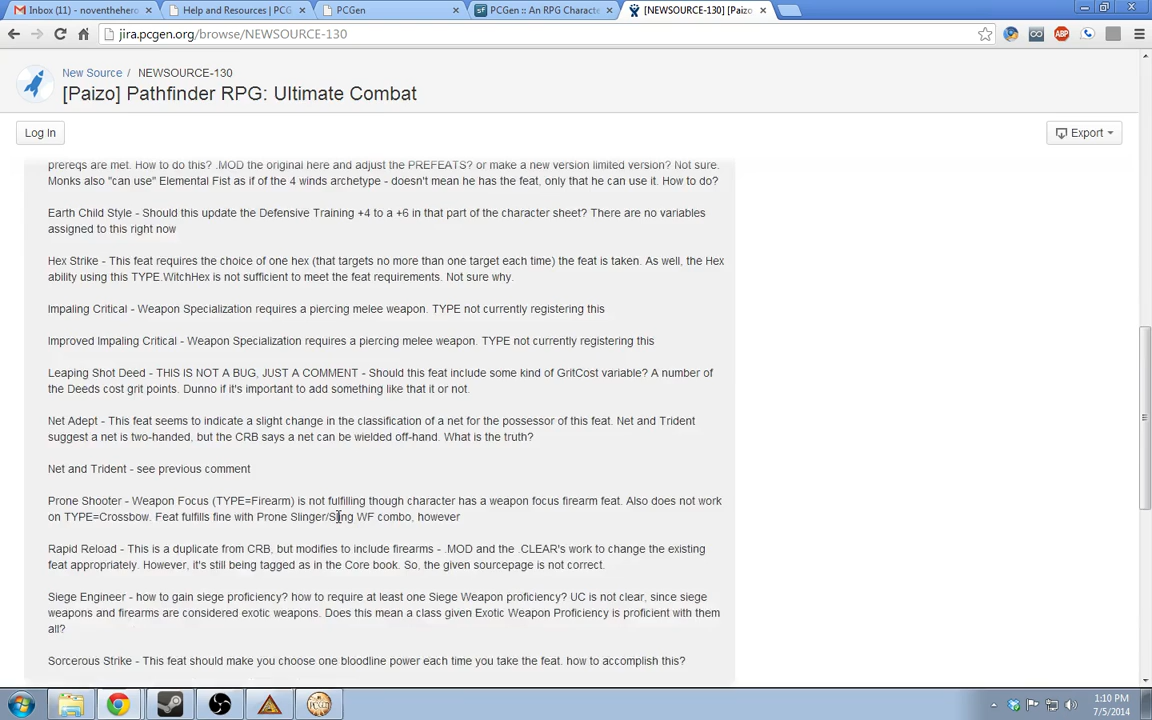 Inbox (11) - noventhehero
Help and Resources | PCG
PCGen
PCGen :: An RPG Characte
[NEWSOURCE-130] [Paizo]
jira.pcgen.org/browse/NEWSOURCE-130
ABP
New Source / NEWSOURCE-130
[Paizo] Pathfinder RPG: Ultimate Combat
Log In
Export
prereqs are met. How to do this? .MOD the original here and adjust the PREFEATS? or make a new version limited version? Not sure.
Monks also "can use" Elemental Fist as if of the 4 winds archetype - doesn't mean he has the feat, only that he can use it. How to do?
Earth Child Style - Should this update the Defensive Training +4 to a +6 in that part of the character sheet? There are no variables
assigned to this right now
Hex Strike - This feat requires the choice of one hex (that targets no more than one target each time) the feat is taken. As well, the Hex
ability using this TYPE.WitchHex is not sufficient to meet the feat requirements. Not sure why.
Impaling Critical - Weapon Specialization requires a piercing melee weapon. TYPE not currently registering this
Improved Impaling Critical - Weapon Specialization requires a piercing melee weapon. TYPE not currently registering this
Leaping Shot Deed - THIS IS NOT A BUG, JUST A COMMENT - Should this feat include some kind of GritCost variable? A number of
the Deeds cost grit points. Dunno if it's important to add something like that it or not.
Net Adept - This feat seems to indicate a slight change in the classification of a net for the possessor of this feat. Net and Trident
suggest a net is two-handed, but the CRB says a net can be wielded off-hand. What is the truth?
Net and Trident - see previous comment
Prone Shooter - Weapon Focus (TYPE=Firearm) is not fulfilling though character has a weapon focus firearm feat. Also does not work
on TYPE=Crossbow. Feat fulfills fine with Prone Slinger/Sling WF combo, however
Rapid Reload - This is a duplicate from CRB, but modifies to include firearms - .MOD and the .CLEAR's work to change the existing
feat appropriately. However, it's still being tagged as in the Core book. So, the given sourcepage is not correct.
Siege Engineer - how to gain siege proficiency? how to require at least one Siege Weapon proficiency? UC is not clear, since siege
weapons and firearms are considered exotic weapons. Does this mean a class given Exotic Weapon Proficiency is proficient with them
all?
Sorcerous Strike - This feat should make you choose one bloodline power each time you take the feat. how to accomplish this?
1:10 PM
7/5/2014